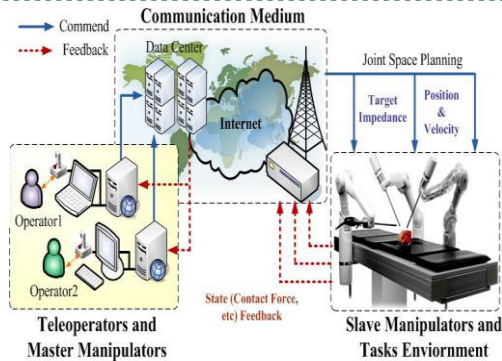 Communication Medium
Commend
Feedback
Data Center
Internet
Joint Space Planning
Target
Impedance
Position
&
Velocity
Operator1
Operator2
State (Contact Force,
etc) Feedback
Teleoperators and
Master Manipulators
Slave Manipulators and
Tasks Enviornment